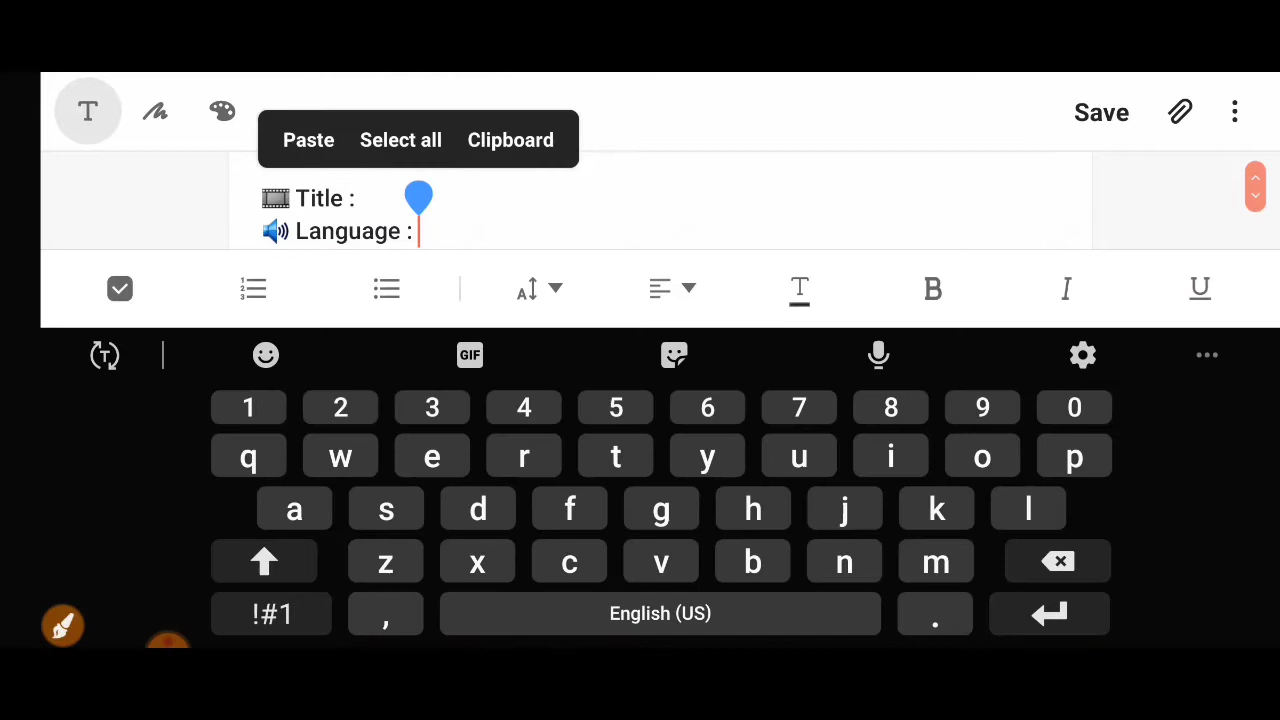 T Save
Paste Select all Clipboard
🎞️ Title :
🔊 Language :
A T B I U
T GIF
1 2 3 4 5 6 7 8 9 0
q w e r t y u i o p
a s d f g h j k l
z x c v b n m
!#1 , English (US) .